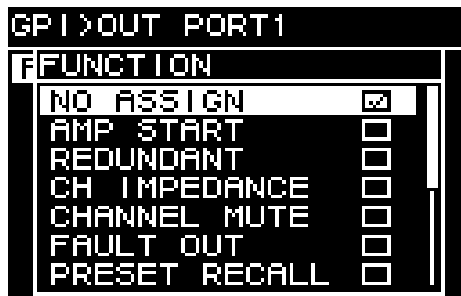 GPI>OUT PORT1
FUNCTION
NO ASSIGN
AMP START
REDUNDANT
CH IMPEDANCE
CHANNEL MUTE
FAULT OUT
PRESET RECALL